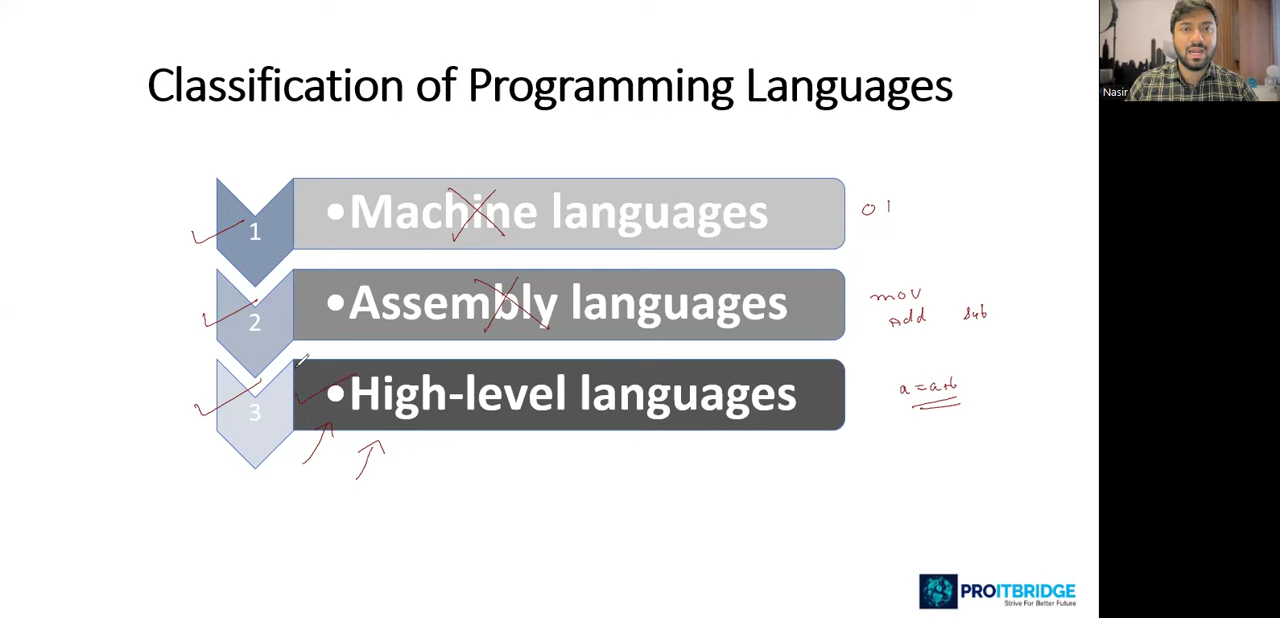 Classification of Programming Languages
Nasir
1
•Machine languages
0 1
2
•Assembly languages
mov
Add sub
3
•High-level languages
a=a+b
PROITBRIDGE
Strive For Better Future